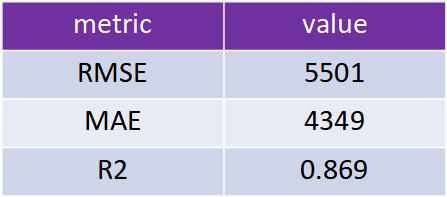 metric value
RMSE 5501
MAE 4349
R2 0.869